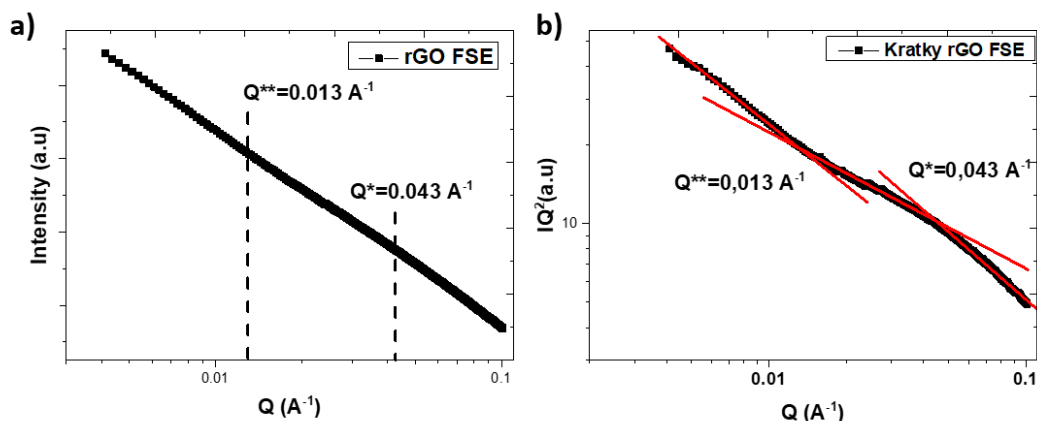 a)
rGO FSE
Q**=0.013 A-1
Q*=0.043 A-1
Intensity (a.u)
0.01
0.1
Q (A-1)
b)
Kratky rGO FSE
Q**=0,013 A-1
Q*=0,043 A-1
IQ2(a.u)
10
0.01
0.1
Q (A-1)